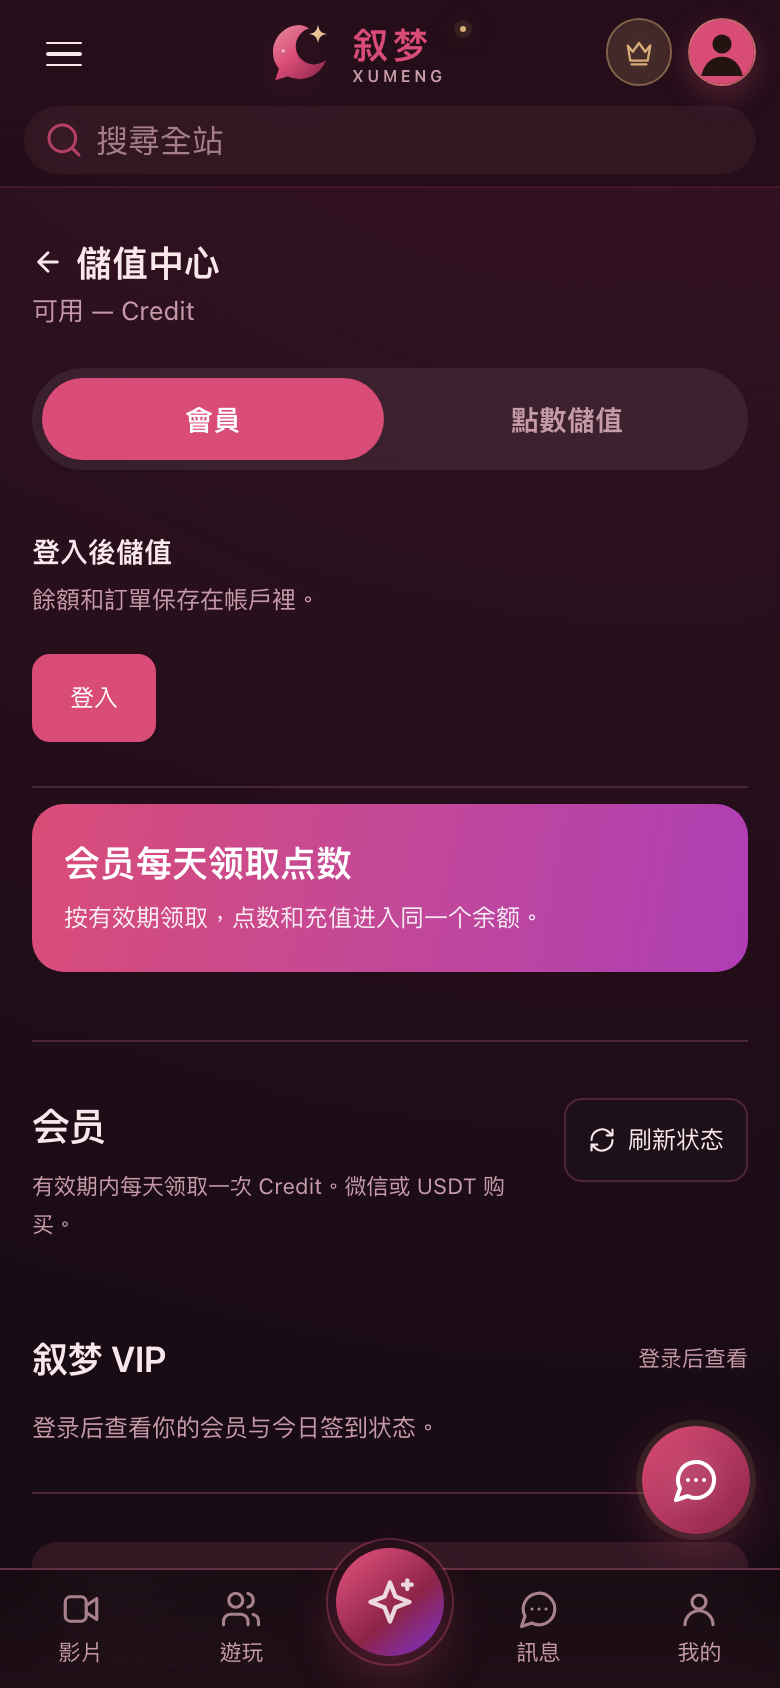 叙梦
XUMENG
搜尋全站
儲值中心
可用 — Credit
會員
點數儲值
登入後儲值
餘額和訂單保存在帳戶裡。
登入
会员每天领取点数
按有效期领取，点数和充值进入同一个余额。
会员
刷新状态
有效期内每天领取一次 Credit。微信或 USDT 购
买。
叙梦 VIP
登录后查看
登录后查看你的会员与今日签到状态。
影片
遊玩
訊息
我的